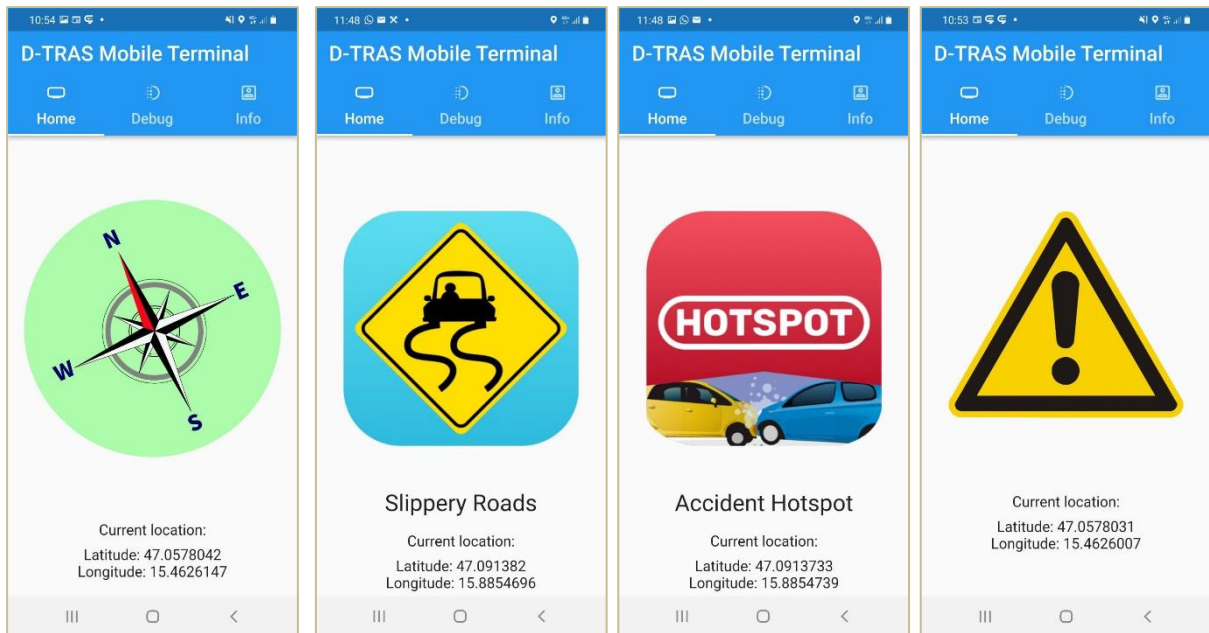 10:54
D-TRAS Mobile Terminal
Home Debug Info
N
E
W
S
Current location:
Latitude: 47.0578042
Longitude: 15.4626147
11:48
D-TRAS Mobile Terminal
Home Debug Info
Slippery Roads
Current location:
Latitude: 47.091382
Longitude: 15.8854696
11:48
D-TRAS Mobile Terminal
Home Debug Info
HOTSPOT
Accident Hotspot
Current location:
Latitude: 47.0913733
Longitude: 15.8854739
10:53
D-TRAS Mobile Terminal
Home Debug Info
!
Current location:
Latitude: 47.0578031
Longitude: 15.4626007